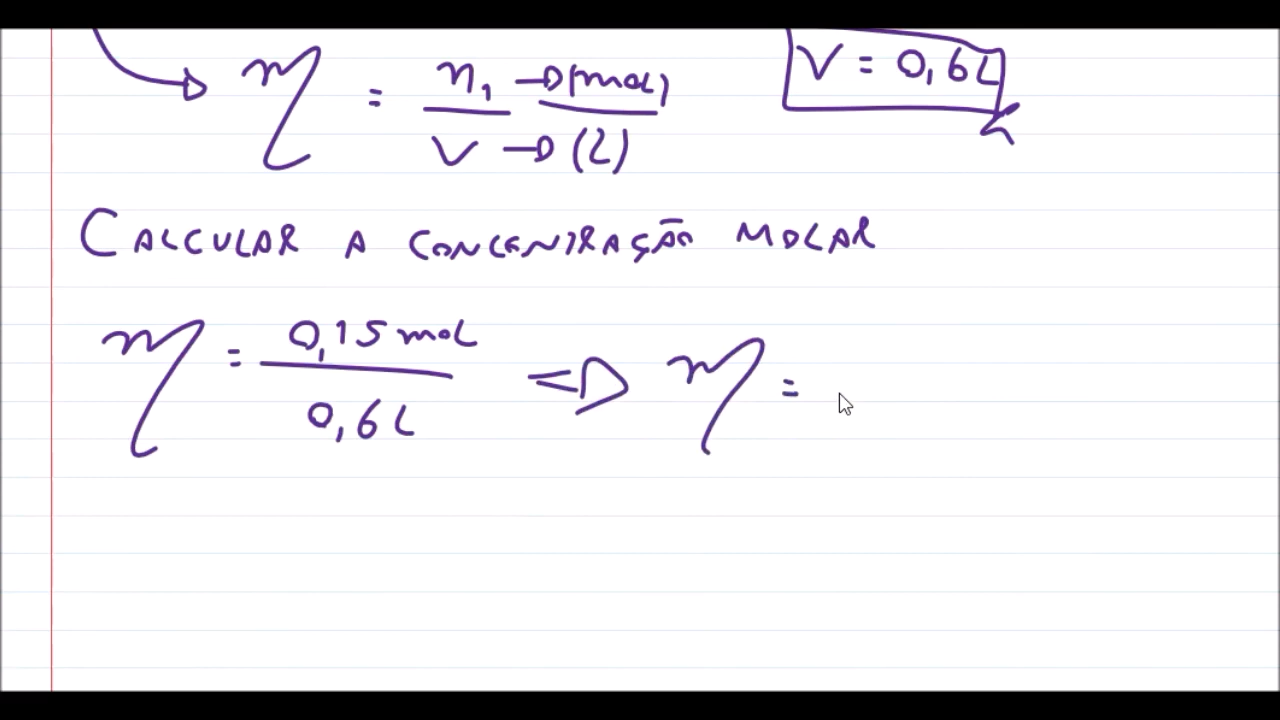 𝓜 = n₁ → (mol) / V → (L)
V = 0,6L
CALCULAR A CONCENTRAÇÃO MOLAR
𝓜 = 0,15 mol / 0,6 L ⇒ 𝓜 =